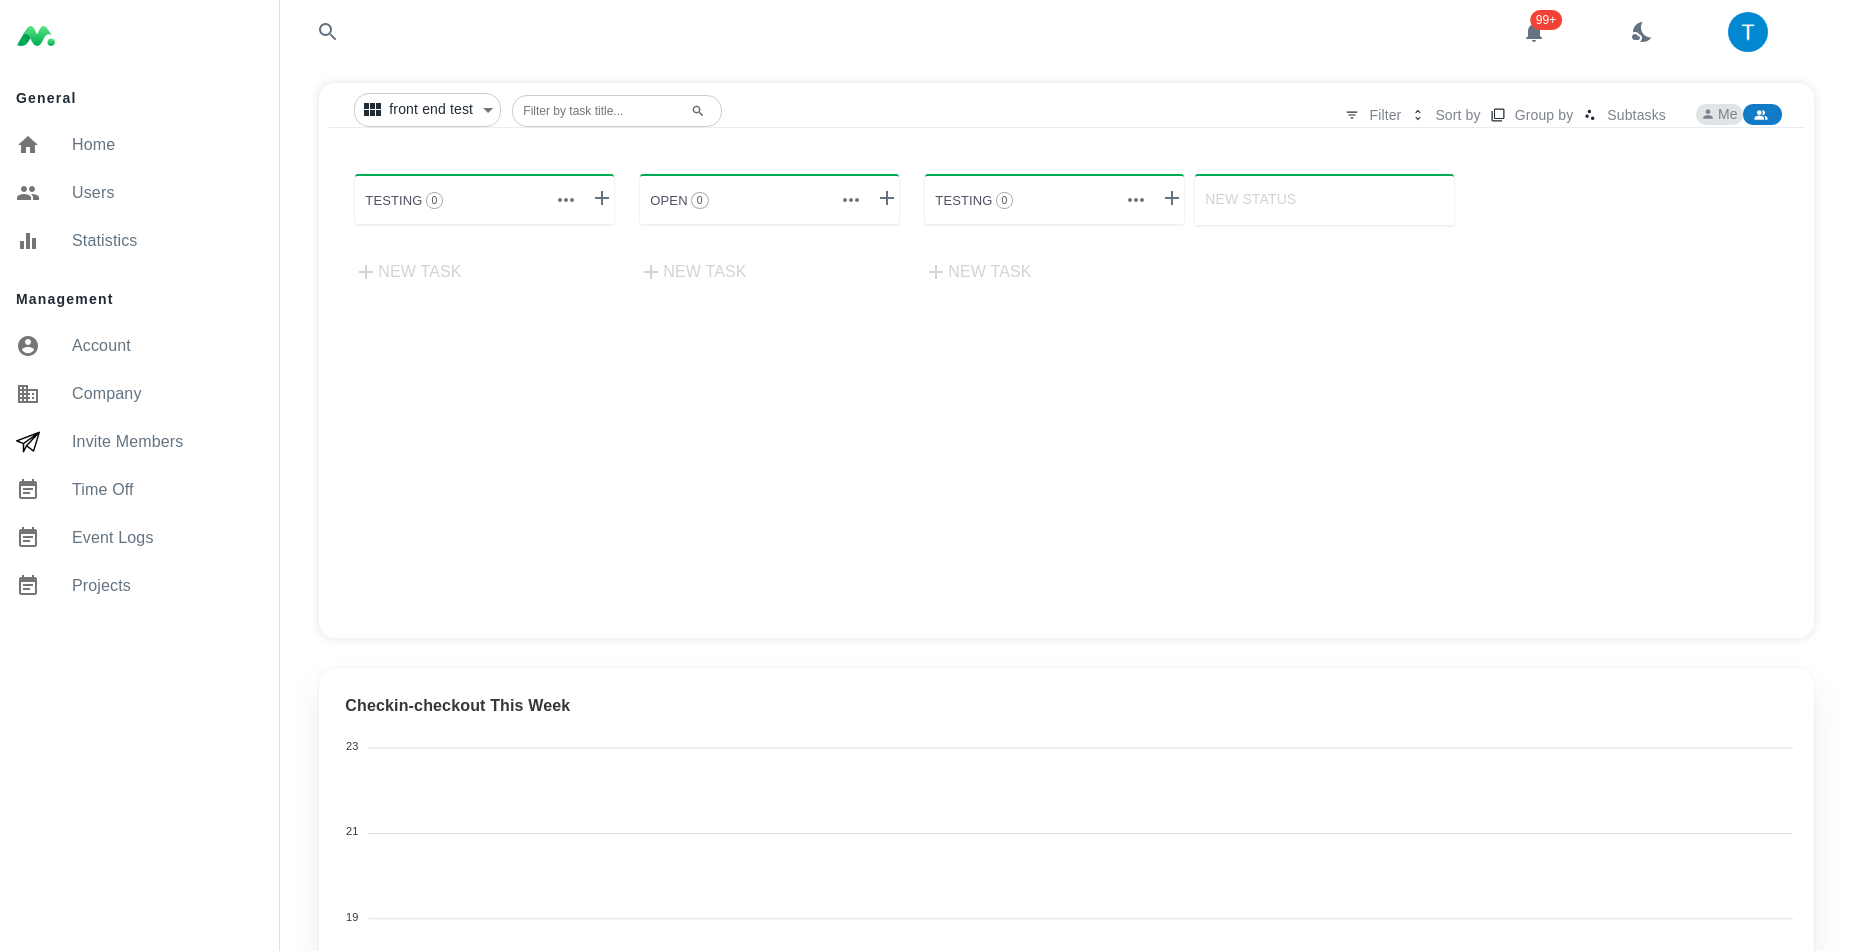 99+
T
General
Home
Users
Statistics
Management
Account
Company
Invite Members
Time Off
Event Logs
Projects
front end test
Filter by task title...
Filter
Sort by
Group by
Subtasks
Me
TESTING 0
OPEN 0
TESTING 0
NEW STATUS
NEW TASK
NEW TASK
NEW TASK
Checkin-checkout This Week
23
21
19